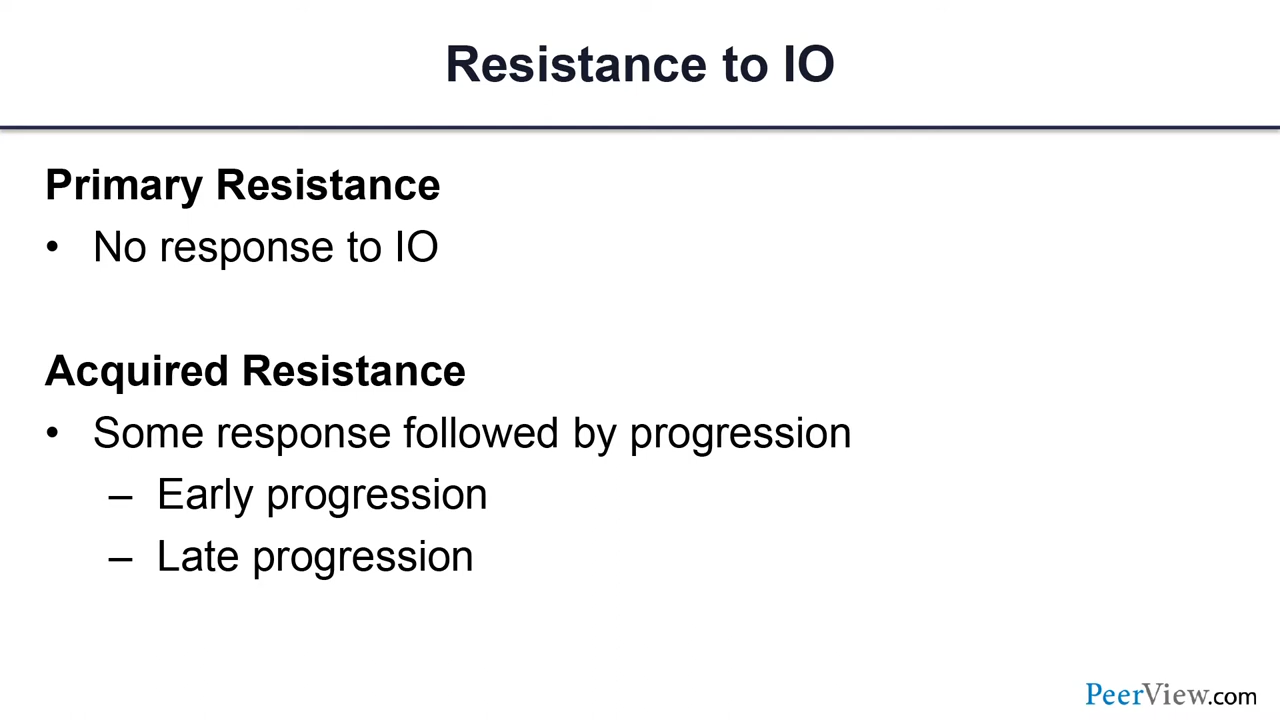 Resistance to IO
Primary Resistance
• No response to IO
Acquired Resistance
• Some response followed by progression
– Early progression
– Late progression
PeerView.com